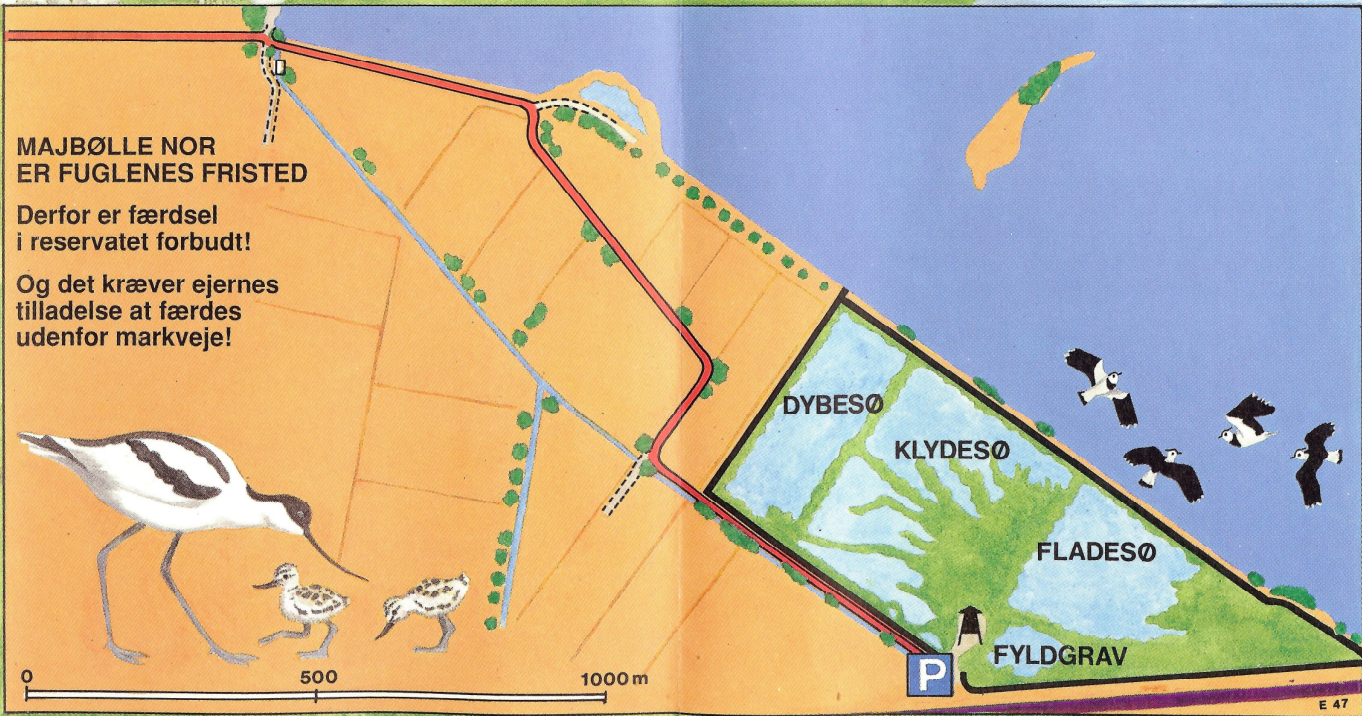 MAJBØLLE NOR
ER FUGLENES FRISTED
Derfor er færdsel
i reservatet forbudt!
Og det kræver ejernes
tilladelse at færdes
udenfor markveje!
DYBESØ
KLYDESØ
FLADESØ
FYLDGRAV
P
0 500 1000 m
E 47